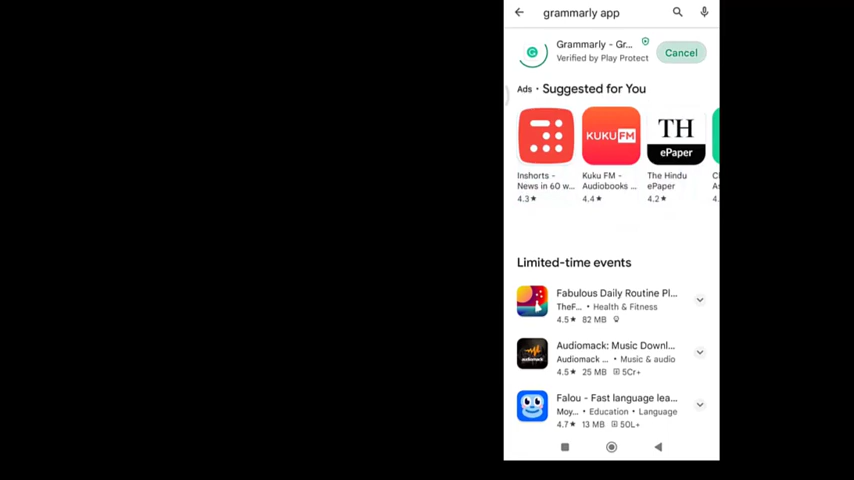 grammarly app
Grammarly - Gr...
Verified by Play Protect
Cancel
Ads • Suggested for You
KUKU FM
TH
ePaper
Inshorts -
News in 60 w...
4.3★
Kuku FM -
Audiobooks ...
4.4★
The Hindu
ePaper
4.2★
Limited-time events
Fabulous Daily Routine Pl...
TheF... • Health & Fitness
4.5★ 82 MB
Audiomack: Music Downl...
Audiomack ... • Music & audio
4.5★ 25 MB 5Cr+
Falou - Fast language lea...
Moy... • Education • Language
4.7★ 13 MB 50L+